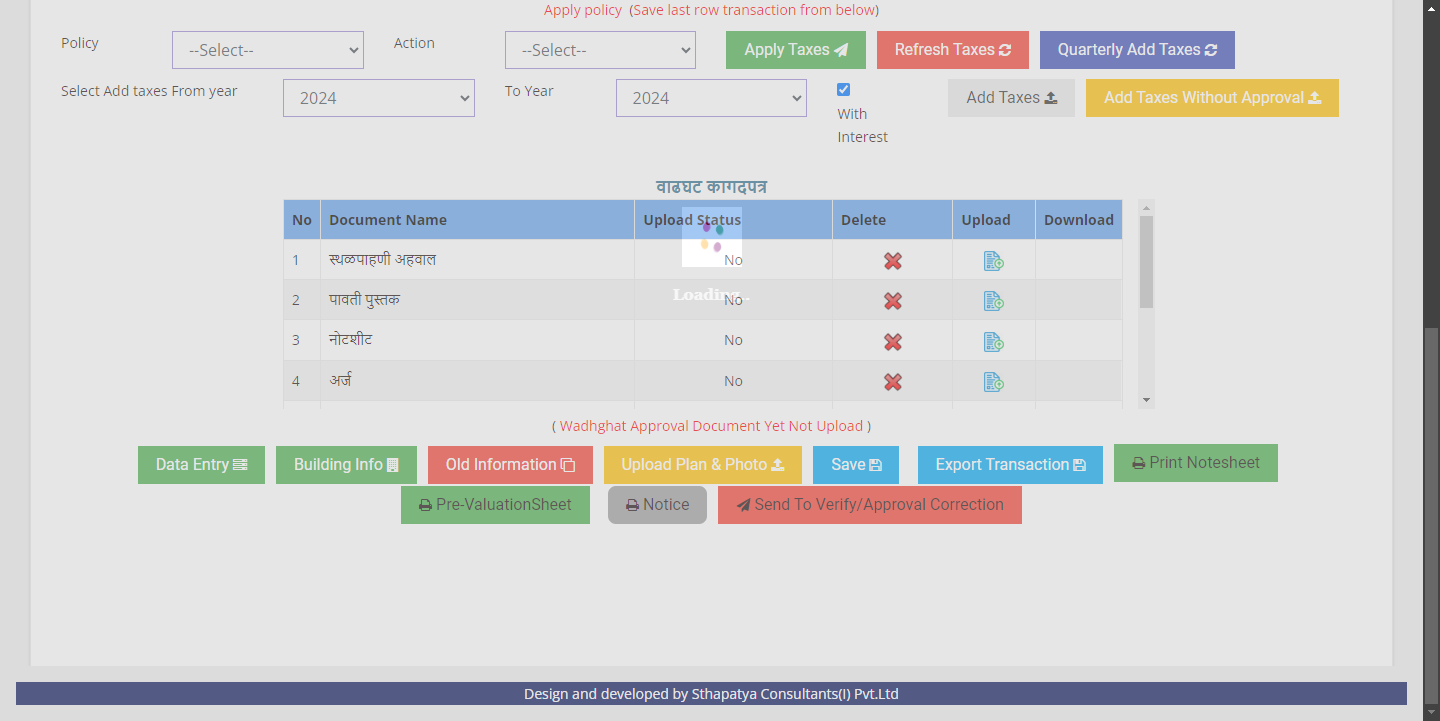 Apply policy (Save last row transaction from below)
Policy --Select-- Action --Select-- Apply Taxes Refresh Taxes Quarterly Add Taxes
Select Add taxes From year 2024 To Year 2024 With Interest Add Taxes Add Taxes Without Approval
वाढघट कागदपत्र
No Document Name Upload Status Delete Upload Download
1 स्थळपाहणी अहवाल No
Loading..
2 पावती पुस्तक No
3 नोटशीट No
4 अर्ज No
( Wadhghat Approval Document Yet Not Upload )
Data Entry Building Info Old Information Upload Plan & Photo Save Export Transaction Print Notesheet
Pre-ValuationSheet Notice Send To Verify/Approval Correction
Design and developed by Sthapatya Consultants(I) Pvt.Ltd